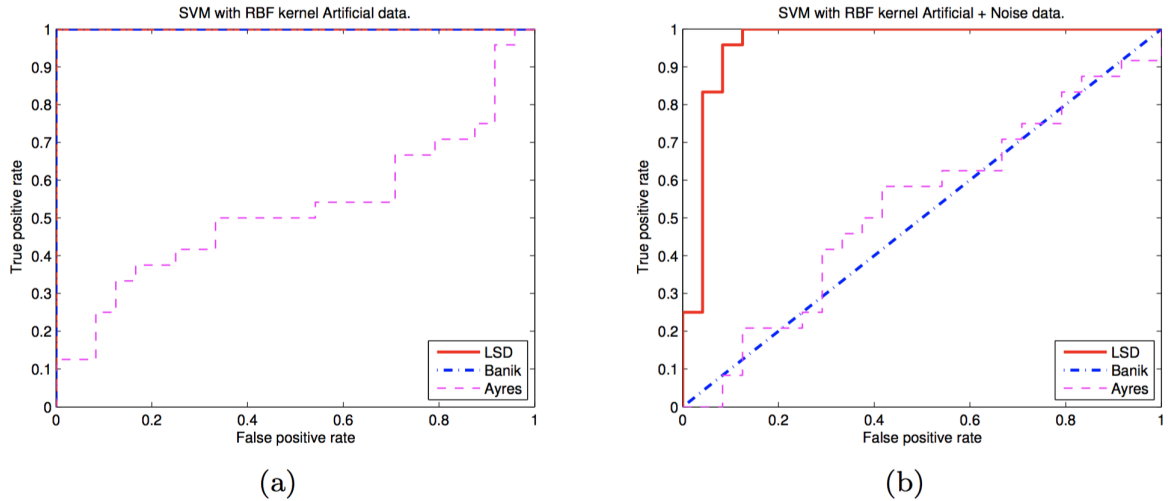 SVM with RBF kernel Artificial data.
1
0.9
0.8
0.7
0.6
0.5
0.4
0.3
0.2
0.1
0
True positive rate
0 0.2 0.4 0.6 0.8 1
False positive rate
LSD
Banik
Ayres
(a)
SVM with RBF kernel Artificial + Noise data.
1
0.9
0.8
0.7
0.6
0.5
0.4
0.3
0.2
0.1
0
True positive rate
0 0.2 0.4 0.6 0.8 1
False positive rate
LSD
Banik
Ayres
(b)